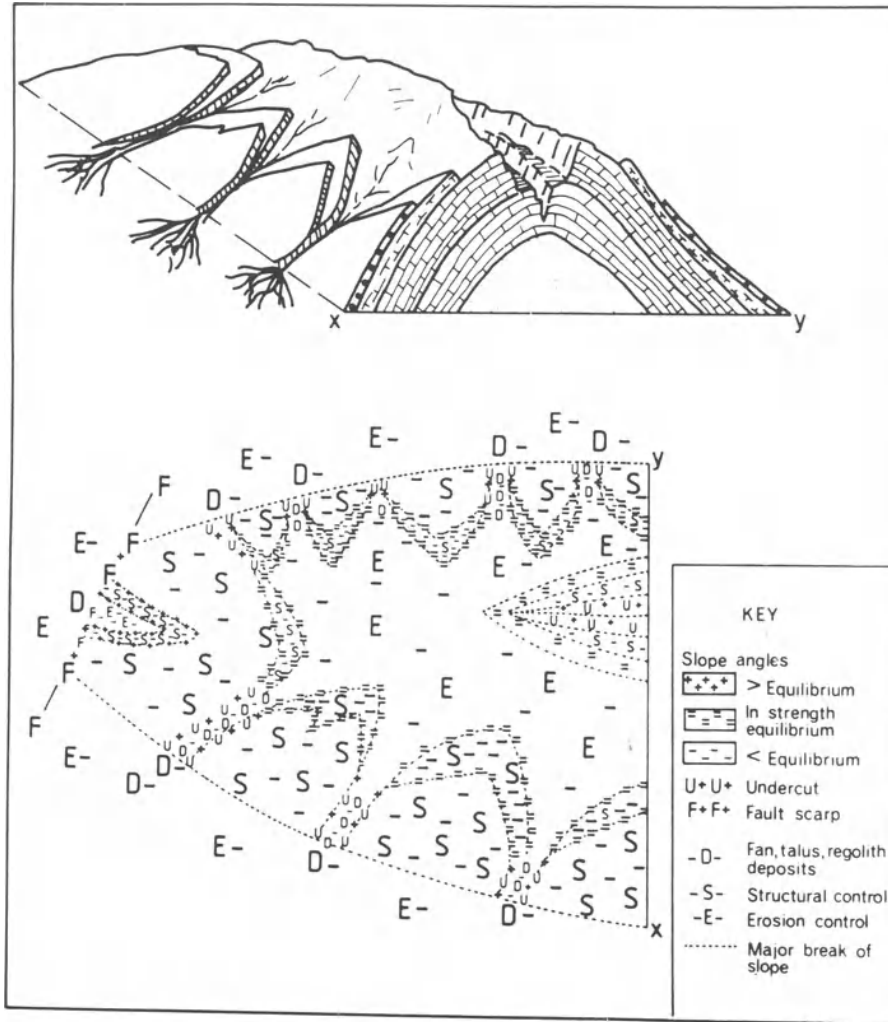 x
y
E-
D-
E-
D-
E-
D-
E-
D-
y
F
F
F
E-
D
E
F
F
E-
D-
D-
E-
D-
E-
D-
x
S
S
S
S
S
S
E
E
E
E
E
E
E
E
E
KEY
Slope angles
> Equilibrium
In strength
equilibrium
< Equilibrium
U+ U+ Undercut
F+ F+ Fault scarp
-D- Fan, talus, regolith
deposits
-S- Structural control
-E- Erosion control
Major break of
slope